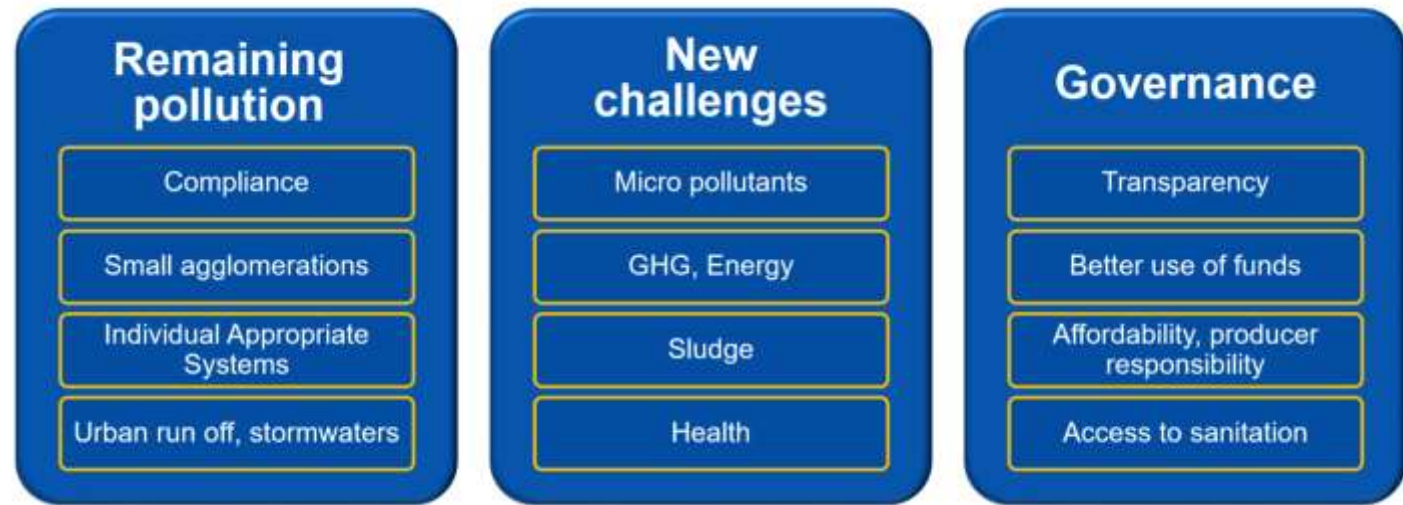 Remaining
pollution
Compliance
Small agglomerations
Individual Appropriate
Systems
Urban run off, stormwaters
New
challenges
Micro pollutants
GHG, Energy
Sludge
Health
Governance
Transparency
Better use of funds
Affordability, producer
responsibility
Access to sanitation